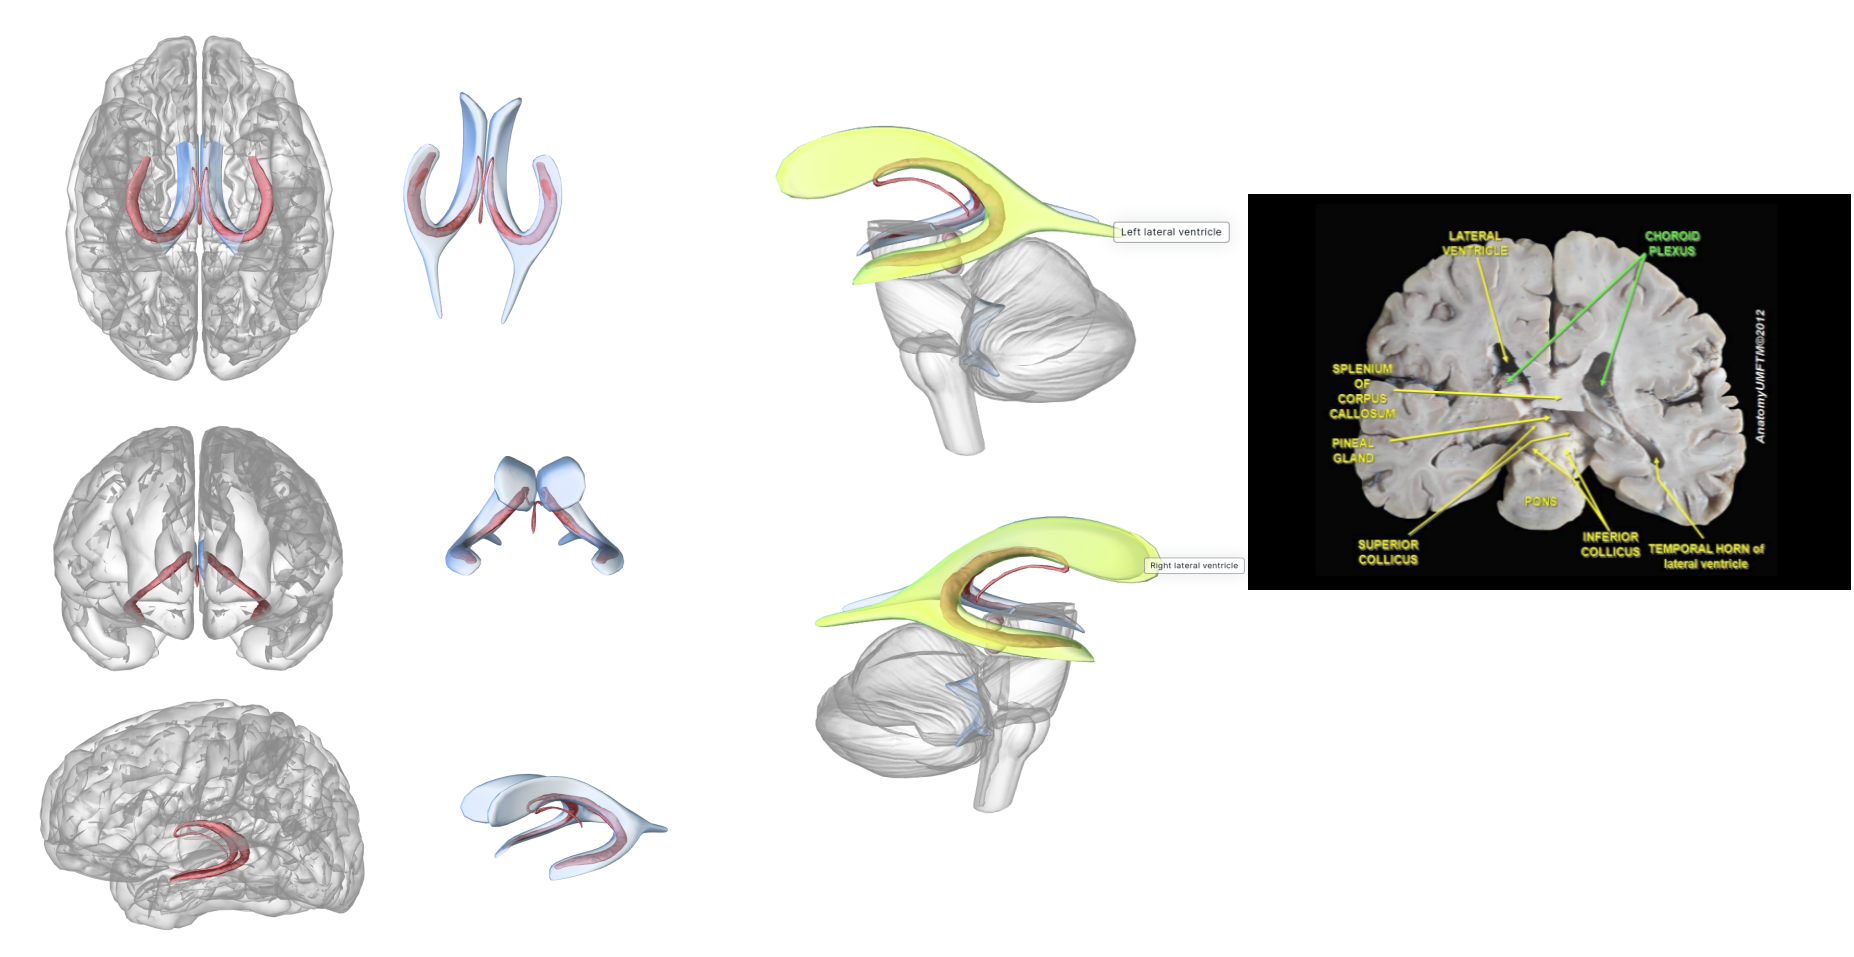 Left lateral ventricle
Right lateral ventricle
LATERAL
VENTRICLE
CHOROID
PLEXUS
SPLENIUM
OF
CORPUS
CALLOSUM
PINEAL
GLAND
PONS
SUPERIOR
COLLICUS
INFERIOR
COLLICUS
TEMPORAL HORN of
lateral ventricle
AnatomyUMFTM©2012